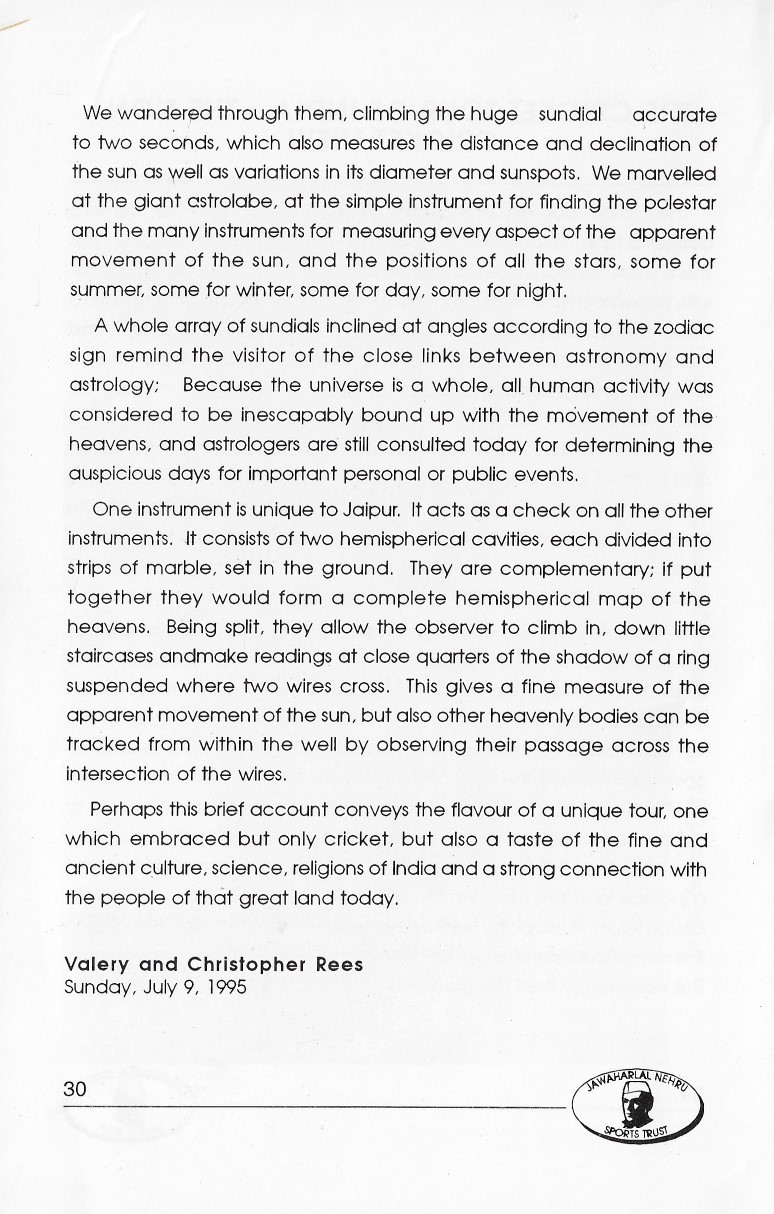 We wandered through them, climbing the huge sundial accurate
to two seconds, which also measures the distance and declination of
the sun as well as variations in its diameter and sunspots. We marvelled
at the giant astrolabe, at the simple instrument for finding the polestar
and the many instruments for measuring every aspect of the apparent
movement of the sun, and the positions of all the stars, some for
summer, some for winter, some for day, some for night.
A whole array of sundials inclined at angles according to the zodiac
sign remind the visitor of the close links between astronomy and
astrology; Because the universe is a whole, all human activity was
considered to be inescapably bound up with the movement of the
heavens, and astrologers are still consulted today for determining the
auspicious days for important personal or public events.
One instrument is unique to Jaipur. It acts as a check on all the other
instruments. It consists of two hemispherical cavities, each divided into
strips of marble, set in the ground. They are complementary; if put
together they would form a complete hemispherical map of the
heavens. Being split, they allow the observer to climb in, down little
staircases andmake readings at close quarters of the shadow of a ring
suspended where two wires cross. This gives a fine measure of the
apparent movement of the sun, but also other heavenly bodies can be
tracked from within the well by observing their passage across the
intersection of the wires.
Perhaps this brief account conveys the flavour of a unique tour, one
which embraced but only cricket, but also a taste of the fine and
ancient culture, science, religions of India and a strong connection with
the people of that great land today.
Valery and Christopher Rees
Sunday, July 9, 1995
30
JAWAHARLAL NEHRU
SPORTS TRUST